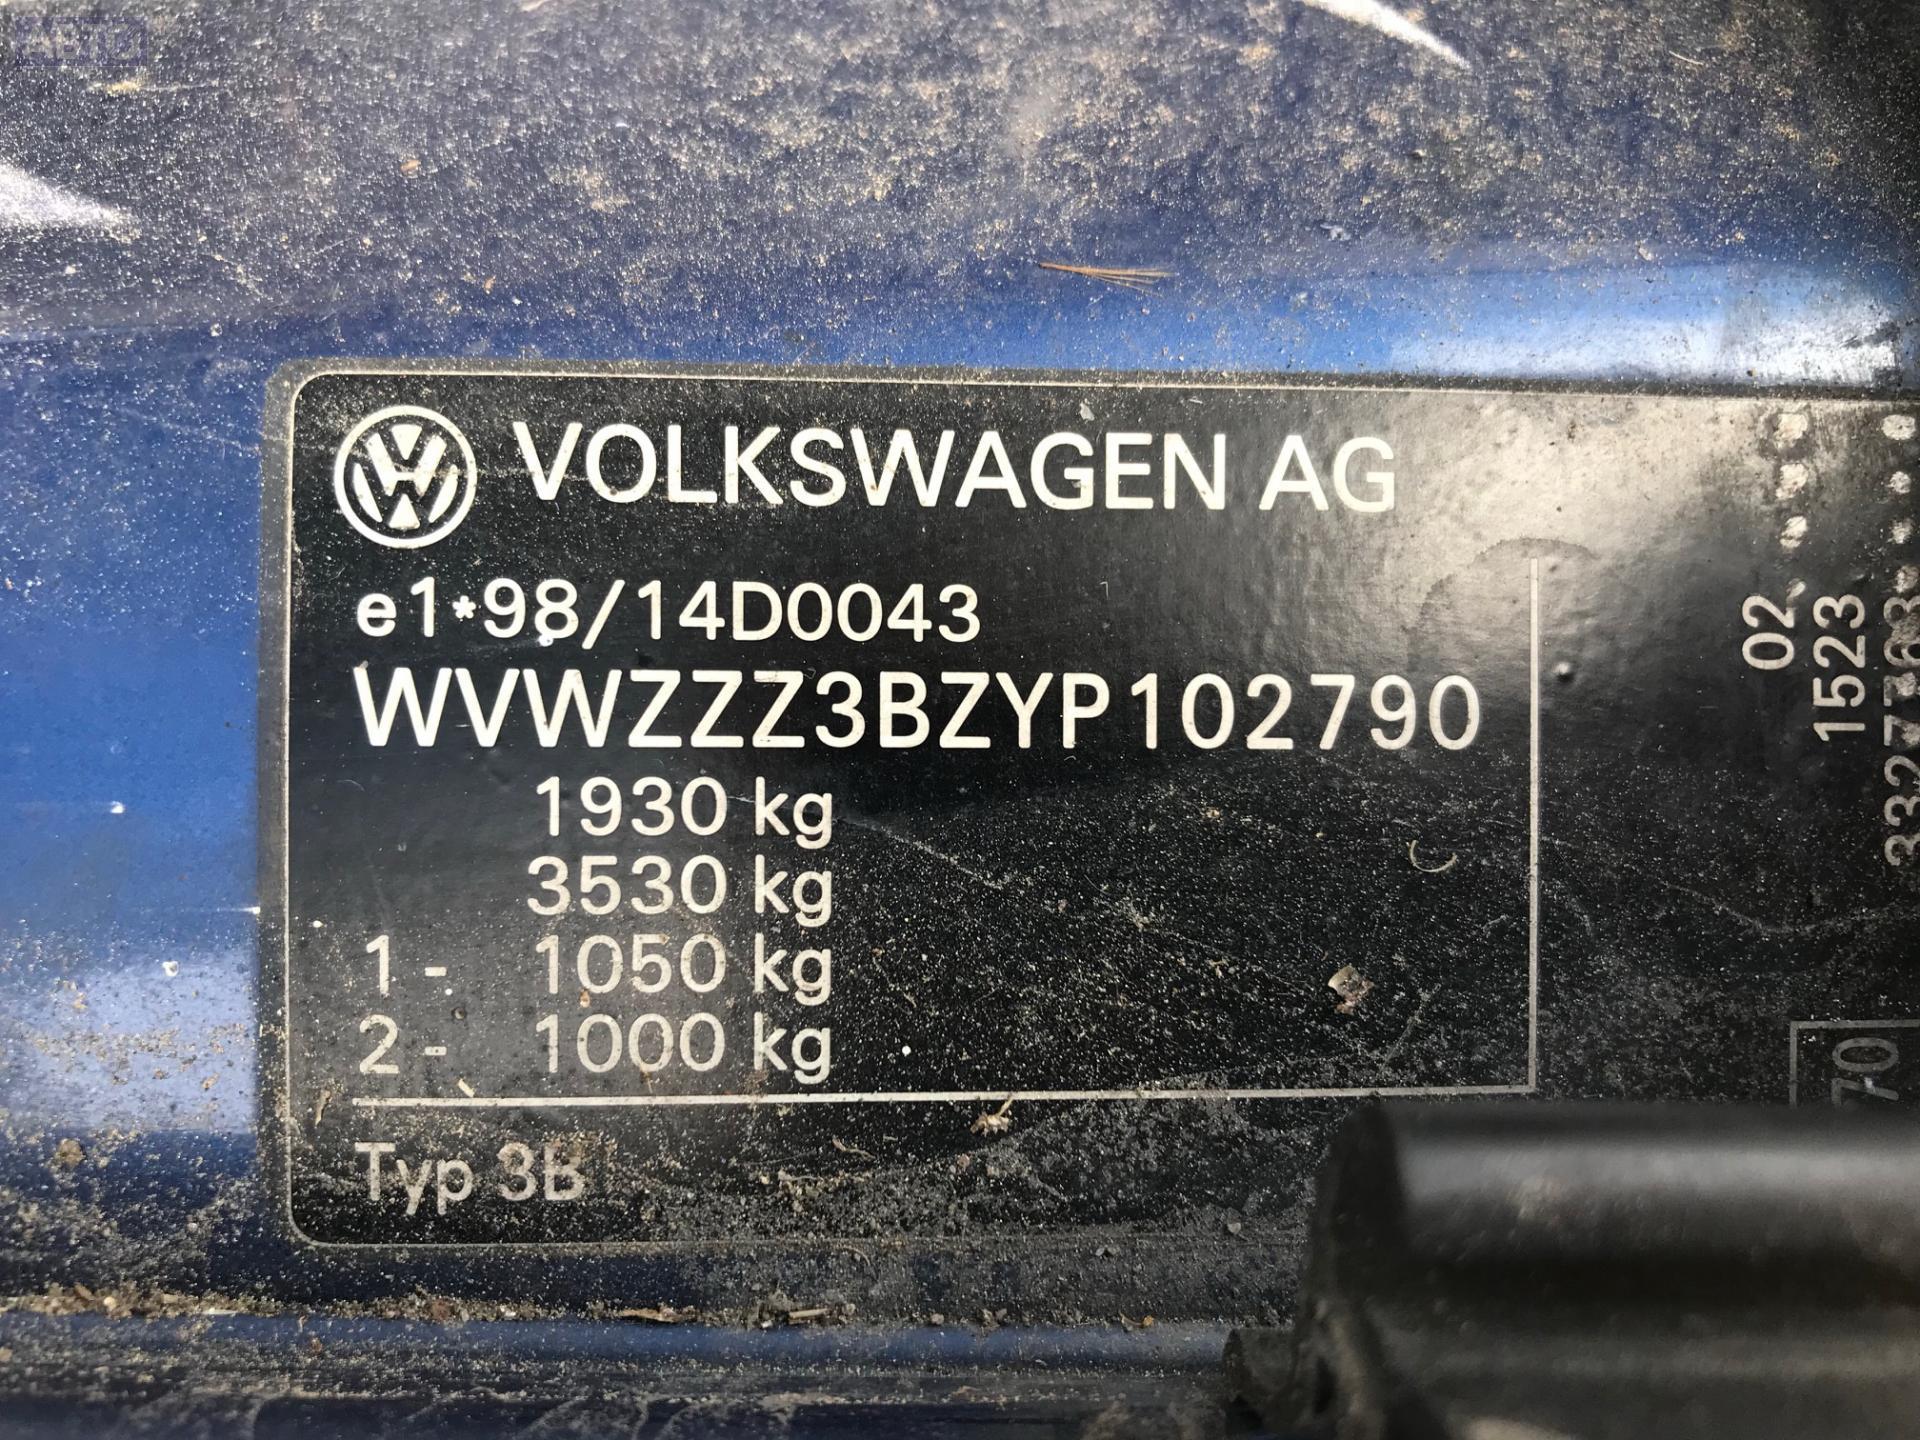 VOLKSWAGEN AG
e1*98/14D0043
WVWZZZ3BZYP102790
1930 kg
3530 kg
1 - 1050 kg
2 - 1000 kg
Typ 3B
02
1523
70